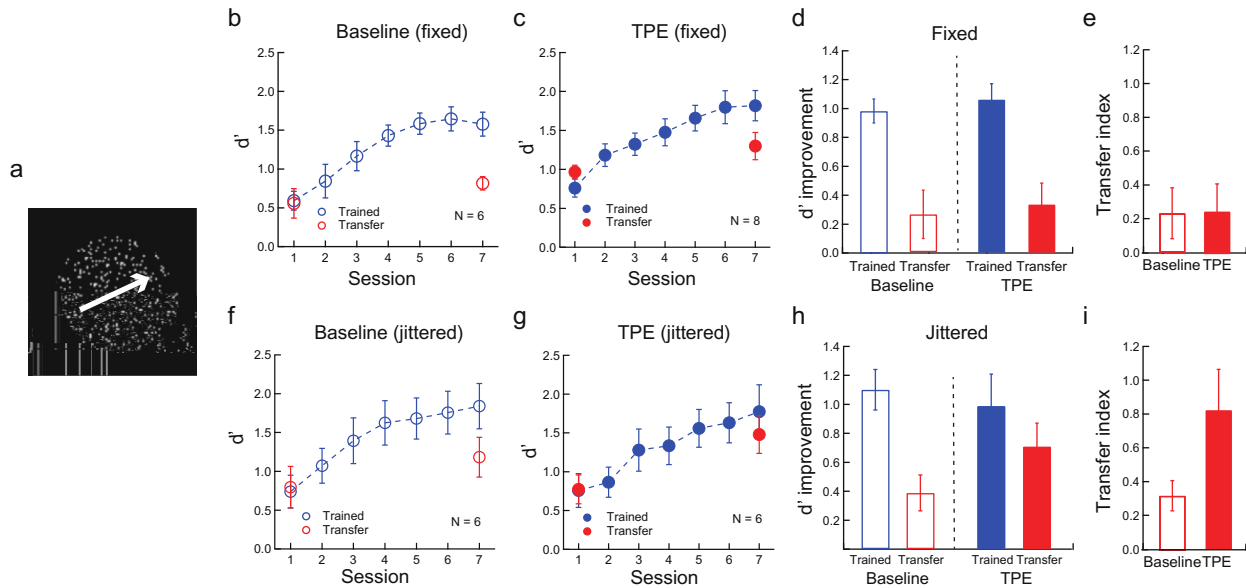 a
b
Baseline (fixed)
d'
2.5
2.0
1.5
1.0
0.5
0.0
Trained
Transfer
N = 6
1 2 3 4 5 6 7
Session
c
TPE (fixed)
d'
2.5
2.0
1.5
1.0
0.5
0.0
Trained
Transfer
N = 8
1 2 3 4 5 6 7
Session
d
Fixed
d' improvement
1.4
1.2
1.0
0.8
0.6
0.4
0.2
0.0
Trained Transfer Trained Transfer
Baseline TPE
e
Transfer index
1.2
1.0
0.8
0.6
0.4
0.2
0.0
Baseline TPE
f
Baseline (jittered)
d'
2.5
2.0
1.5
1.0
0.5
0.0
Trained
Transfer
N = 6
1 2 3 4 5 6 7
Session
g
TPE (jittered)
d'
2.5
2.0
1.5
1.0
0.5
0.0
Trained
Transfer
N = 6
1 2 3 4 5 6 7
Session
h
Jittered
d' improvement
1.4
1.2
1.0
0.8
0.6
0.4
0.2
Trained Transfer Trained Transfer
Baseline TPE
i
Transfer index
1.2
1.0
0.8
0.6
0.4
0.2
0.0
Baseline TPE